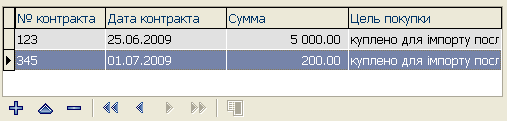 № контракта Дата контракта Сумма Цель покупки
123 25.06.2009 5 000.00 куплено для імпорту посл
345 01.07.2009 200.00 куплено для імпорту посл